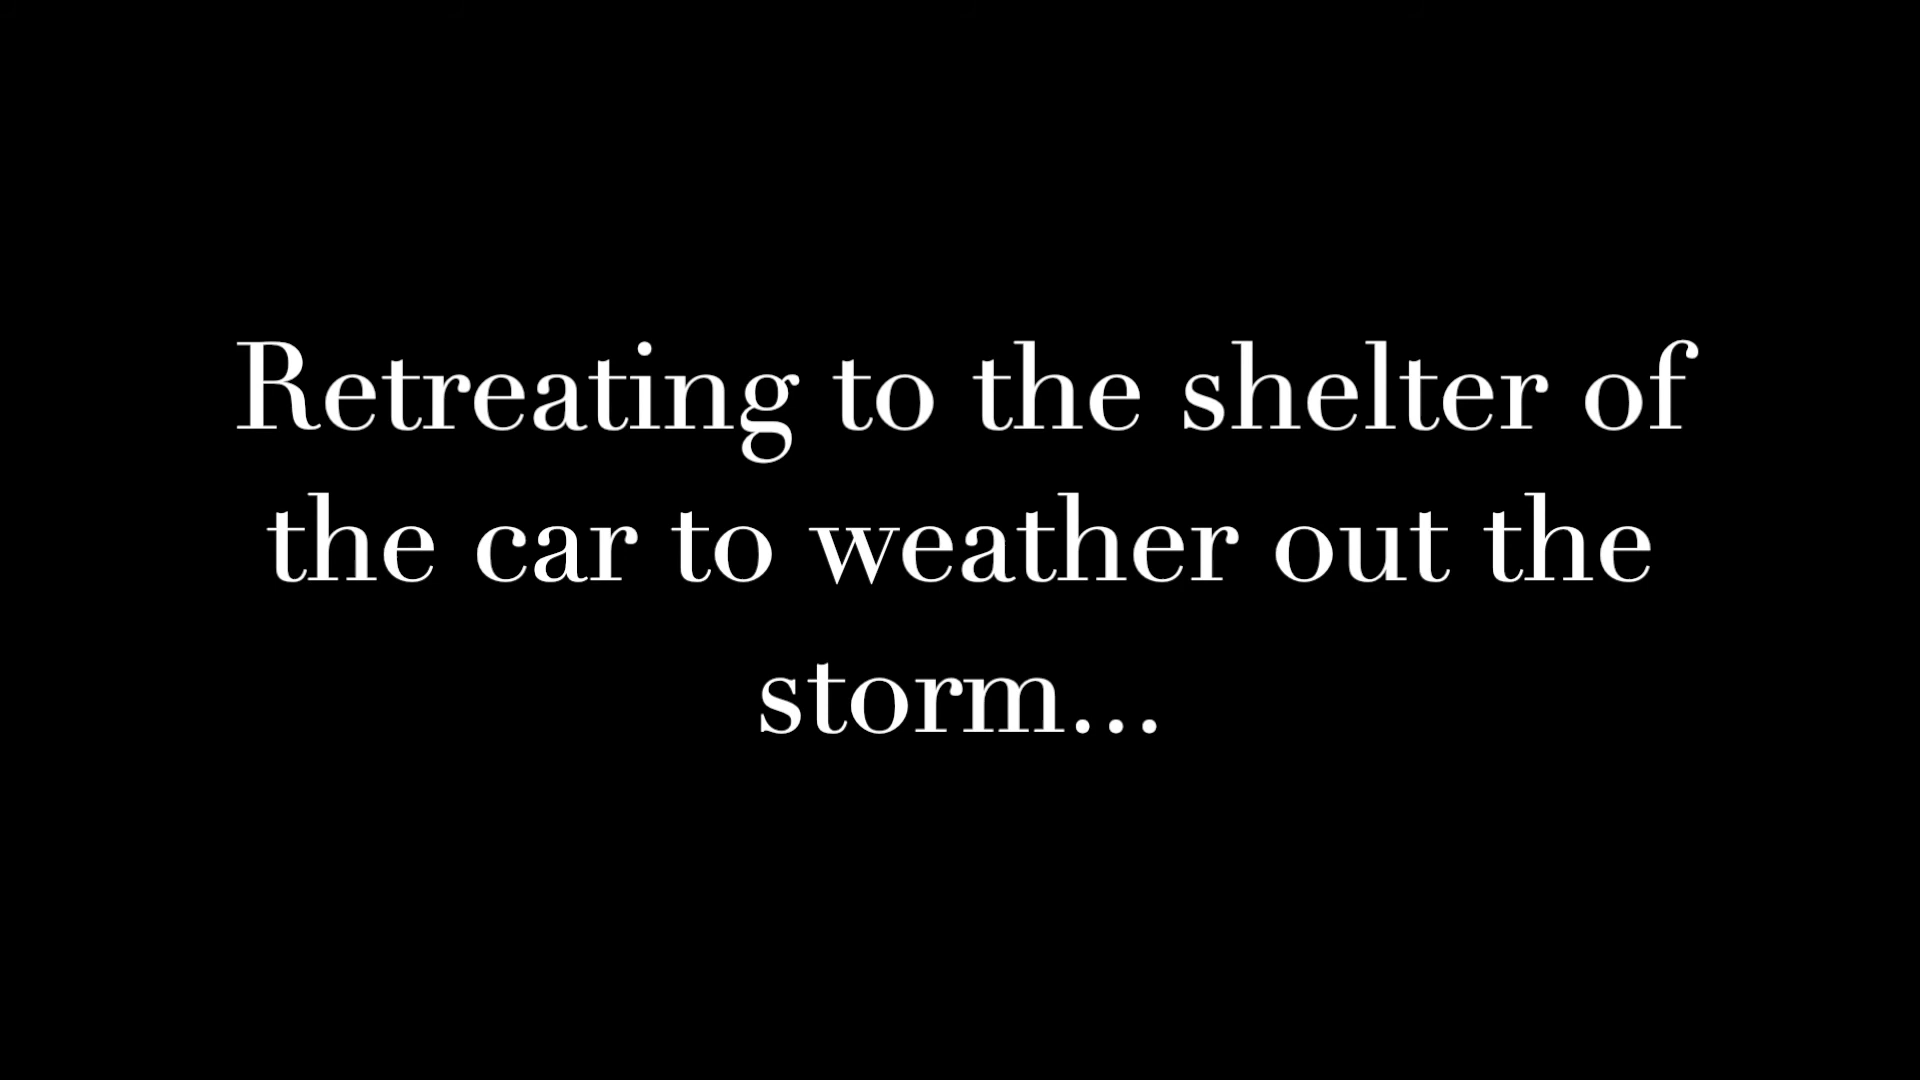 Retreating to the shelter of
the car to weather out the
storm...